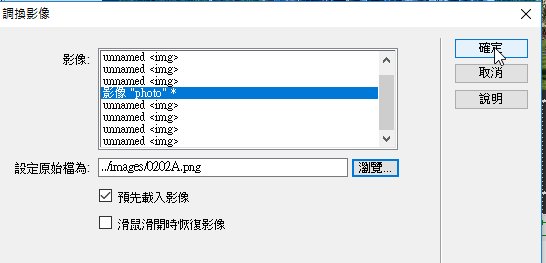 調換影像
影像:
unnamed <img>
unnamed <img>
unnamed <img>
影像 "photo" *
unnamed <img>
unnamed <img>
unnamed <img>
unnamed <img>
設定原始檔為:
../images/0202A.png
瀏覽...
預先載入影像
滑鼠滑開時恢復影像
確定
取消
說明